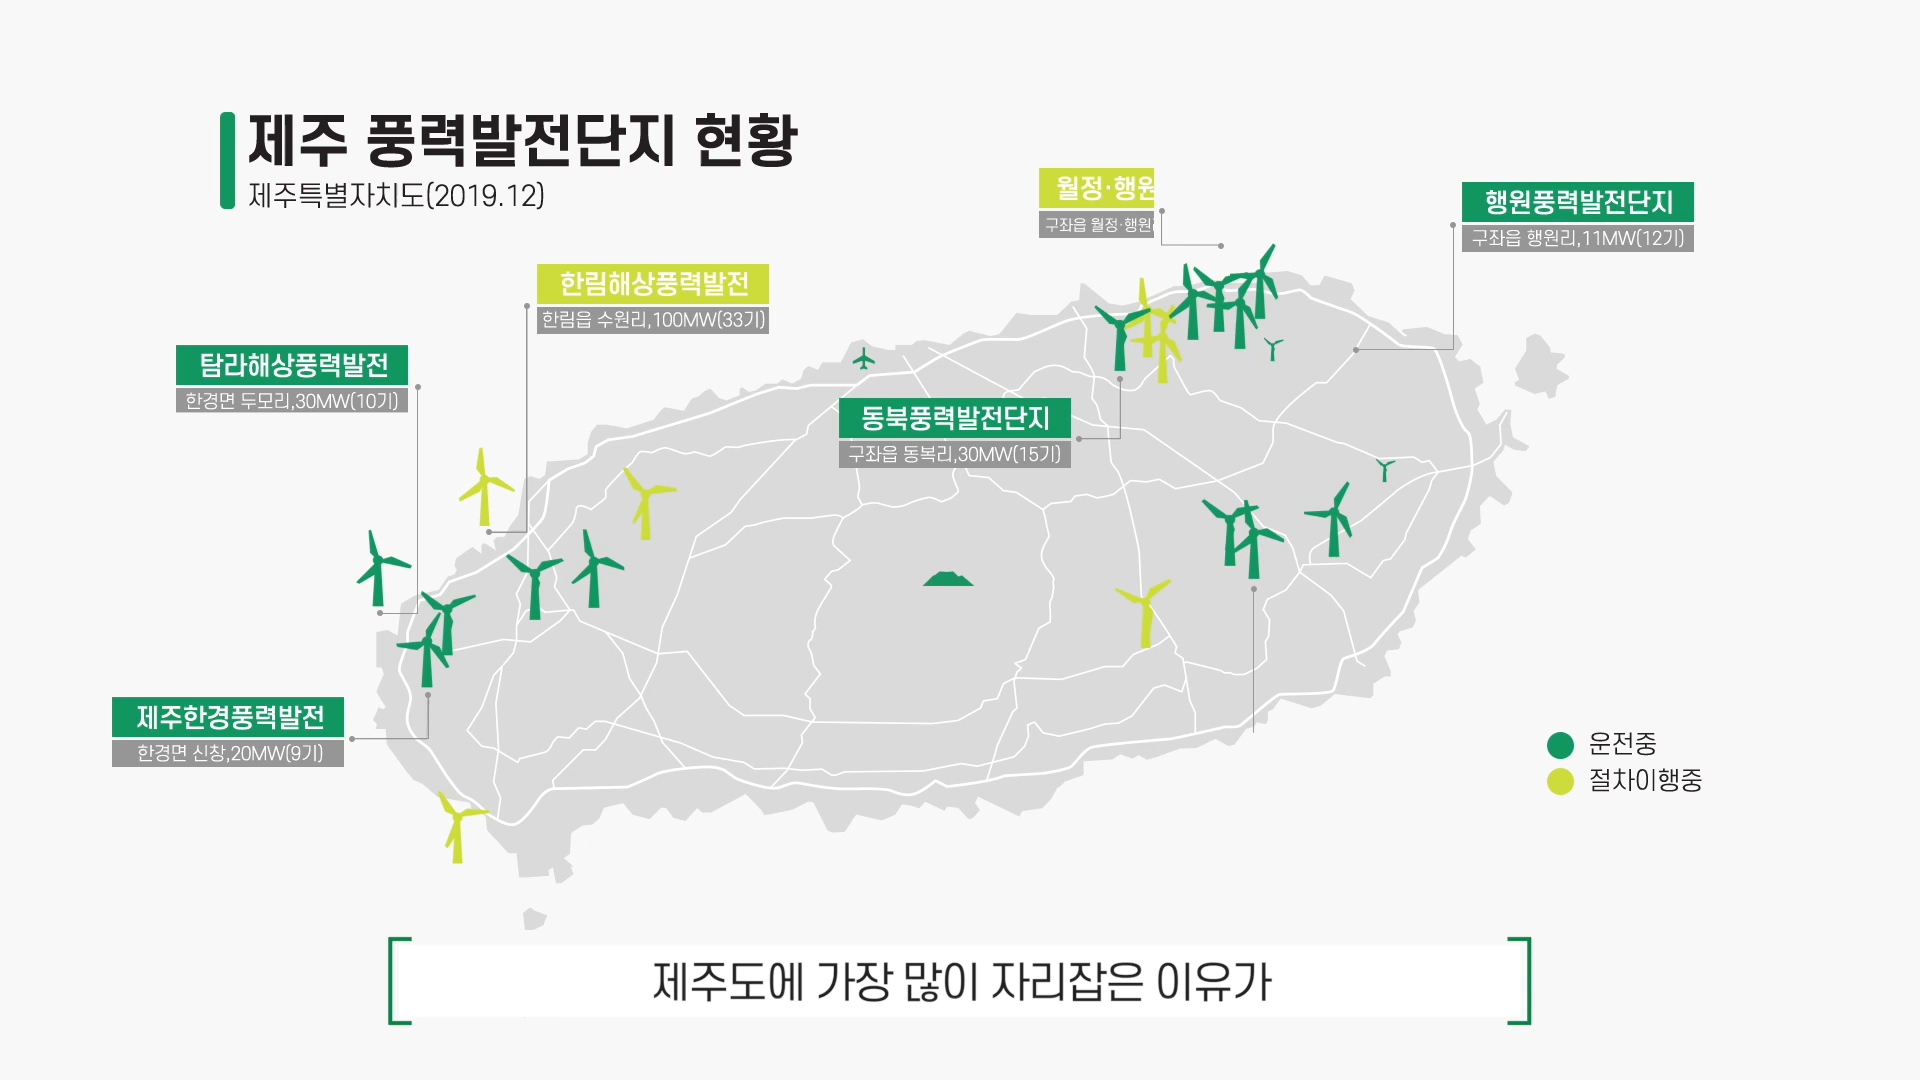 제주 풍력발전단지 현황
제주특별자치도(2019.12)
월정·행원
구좌읍 월정·행원
행원풍력발전단지
구좌읍 행원리,11MW(12기)
한림해상풍력발전
한림읍 수원리,100MW(33기)
탐라해상풍력발전
한경면 두모리,30MW(10기)
동북풍력발전단지
구좌읍 동복리,30MW(15기)
제주한경풍력발전
한경면 신창,20MW(9기)
운전중
절차이행중
제주도에 가장 많이 자리잡은 이유가